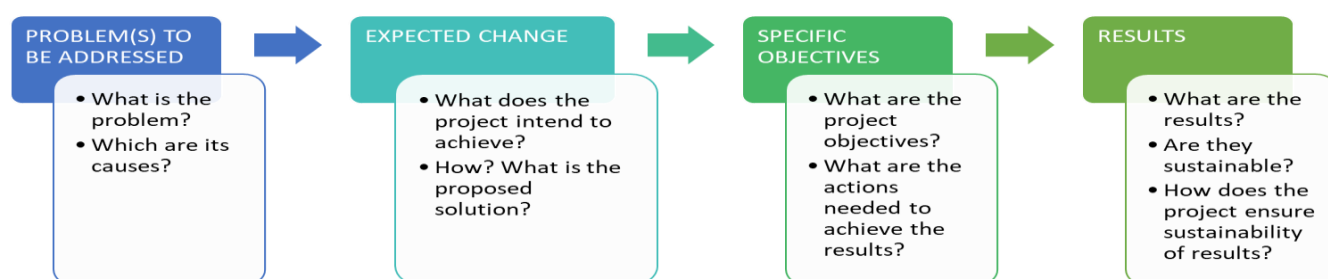 PROBLEM(S) TO
BE ADDRESSED
• What is the
problem?
• Which are its
causes?
EXPECTED CHANGE
• What does the
project intend to
achieve?
• How? What is the
proposed
solution?
SPECIFIC
OBJECTIVES
• What are the
project
objectives?
• What are the
actions
needed to
achieve the
results?
RESULTS
• What are the
results?
• Are they
sustainable?
• How does the
project ensure
sustainability
of results?